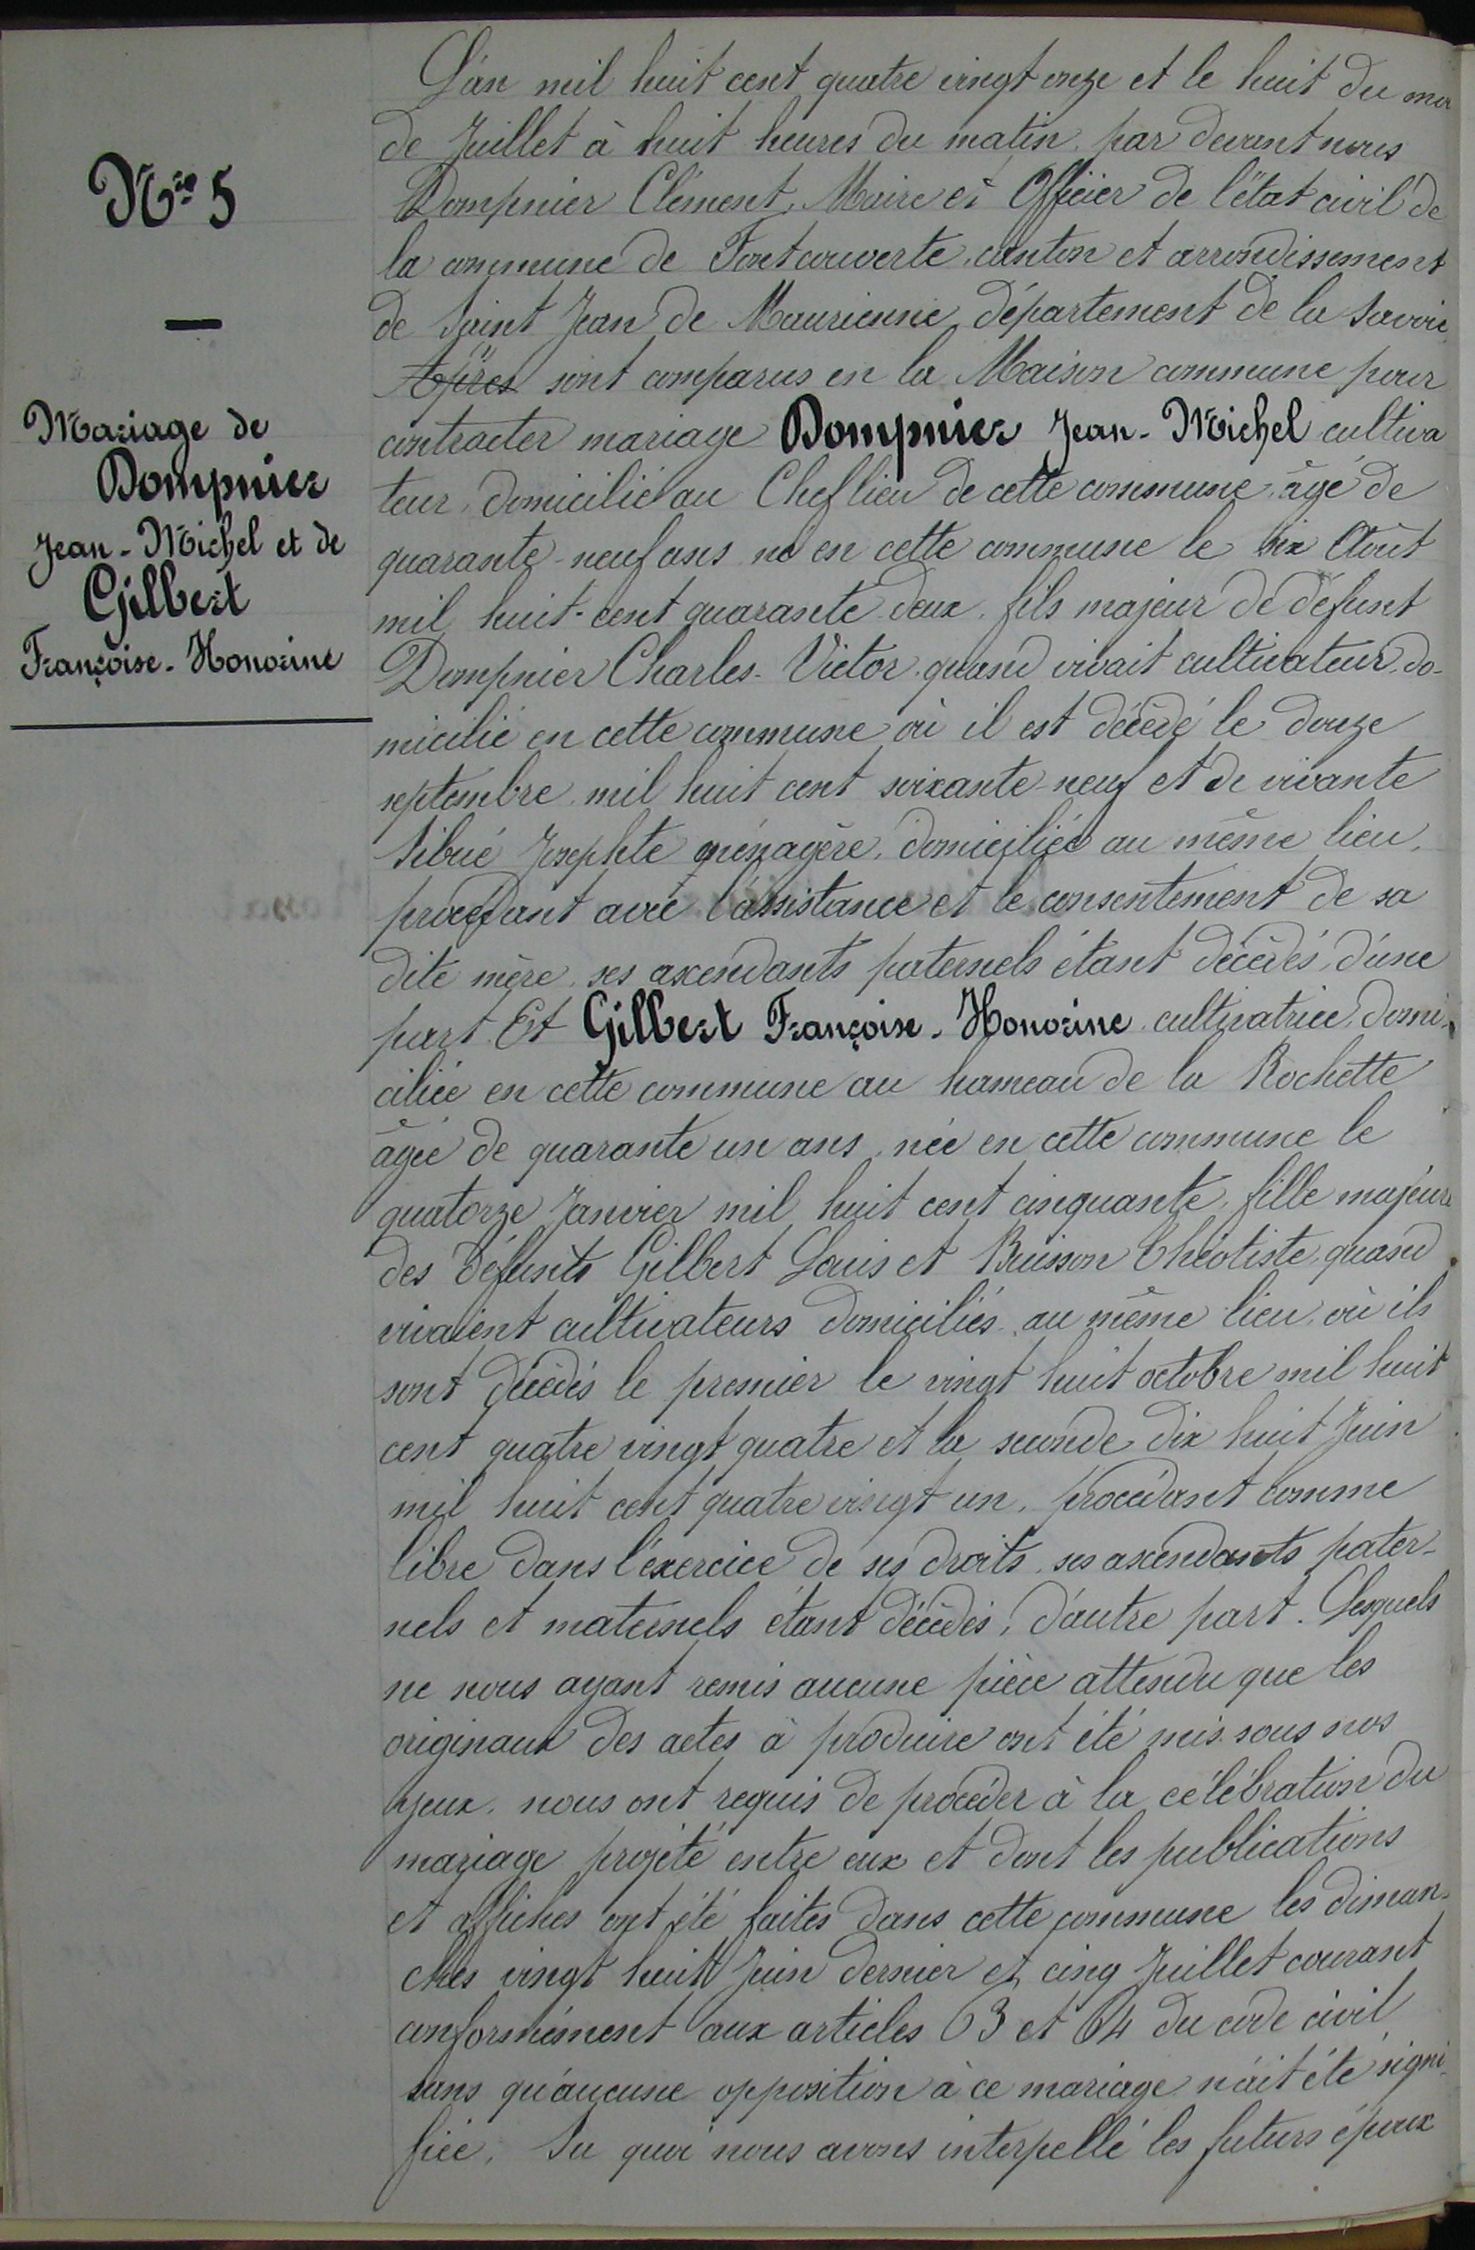 Nro 5
Mariage de
Dompnier
Jean-Michel et de
Gilbert
Françoise-Honorine
L'an mil huit cent quatre vingt onze et le huit du moi
de Juillet à huit heures du matin par devent nous
Dompnier Clément, Maire et Officier de l'état civil de
la commune de Fontcouverte, canton et arrondissement
de Saint Jean de Maurienne, département de la Savoie
Après sont comparus en la Maison commune pour
contracter mariage Dompnier Jean-Michel cultiva
teur, domicilié au Cheflieu de cette commune, âgé de
quarante-neuf ans né en cette commune le six Août
mil huit-cent quarante deux, fils majeur de défunt
Dompnier Charles-Victor, quand vivait cultivateur, do-
micilié en cette commune où il est décédé le douze
septembre mil huit cent soixante-neuf et de vivante
Sibué Josephte ménagère, domiciliée au même lieu,
procédant avec l'assistance et le consentement de sa
dite mère, ses ascendants paternels étant décédés, d'une
part. Et Gilbert Françoise-Honorine, cultivatrice, domi-
ciliée en cette commune au hameau de la Rochette
âgée de quarante un ans, née en cette commune le
quatorze Janvier mil huit cent cinquante, fille majeure
des défunts Gilbert Louis et Buisson Théotiste, quand
vivaient cultivateurs domiciliés au même lieu, où ils
sont décédés le premier le vingt huit octobre mil huit
cent quatre vingt quatre et la seconde dix huit Juin
mil huit cent quatre vingt un, procédant comme
libre dans l'exercice de ses droits, ses ascendants pater-
nels et maternels étant décédés, d'autre part. Lesquels
ne nous ayant remis aucune pièce attendu que les
originaux des actes à produire ont été mis sous nos
yeux, nous ont requis de procéder à la célébration du
mariage projeté entre eux et dont les publications
et affiches ont été faites dans cette commune les diman-
ches vingt huit Juin dernier et cinq Juillet courant
conformément aux articles 63 et 64 du code civil
sans qu'aucune opposition à ce mariage n'ait été signi-
fiée. Su quoi nous avons interpellé les futurs époux